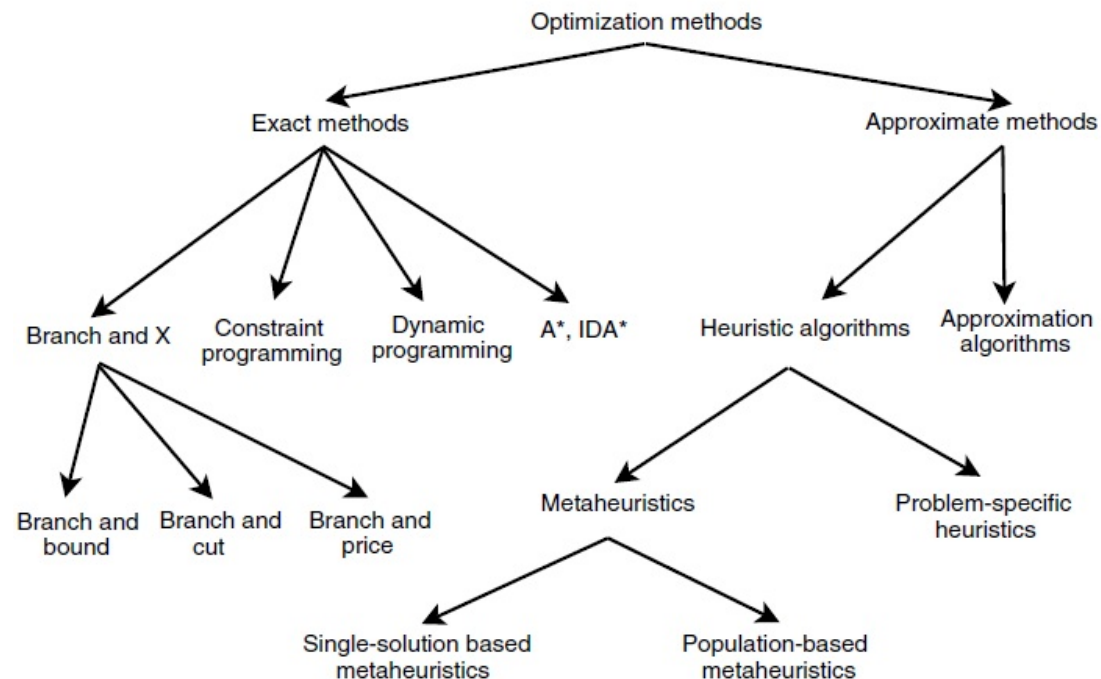 Optimization methods
Exact methods
Approximate methods
Branch and X
Constraint
programming
Dynamic
programming
A*, IDA*
Heuristic algorithms
Approximation
algorithms
Branch and
bound
Branch and
cut
Branch and
price
Metaheuristics
Problem-specific
heuristics
Single-solution based
metaheuristics
Population-based
metaheuristics